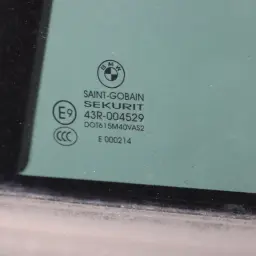 BMW
SAINT-GOBAIN
SEKURIT
E9 43R-004529
CCC DOT615M40VAS2
E 000214